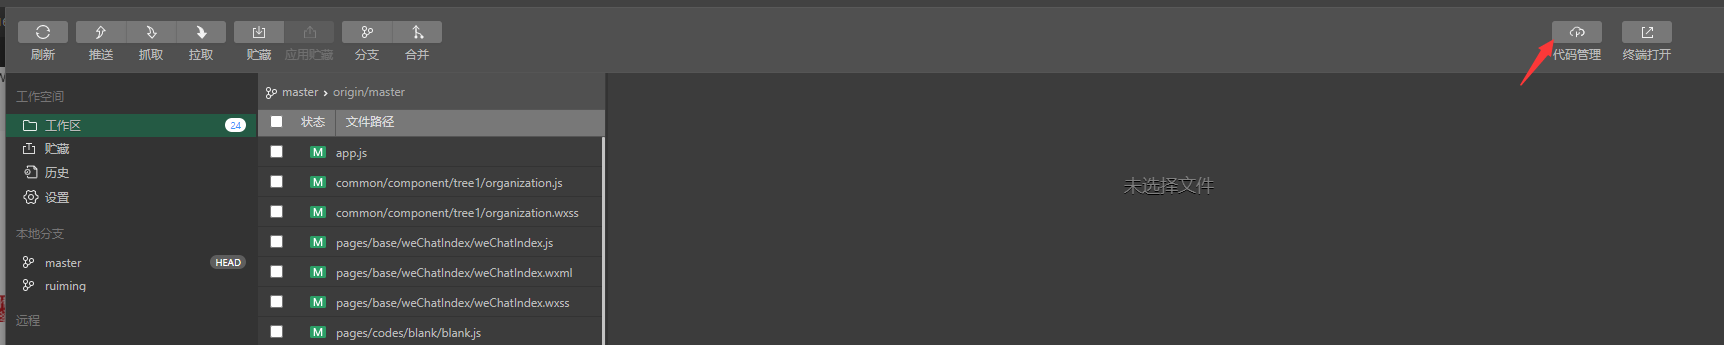 刷新 推送 抓取 拉取 贮藏 应用贮藏 分支 合并 代码管理 终端打开
工作空间
工作区 24
贮藏
历史
设置
本地分支
master HEAD
ruiming
远程
master › origin/master
状态 文件路径
M app.js
M common/component/tree1/organization.js
M common/component/tree1/organization.wxss
M pages/base/weChatIndex/weChatIndex.js
M pages/base/weChatIndex/weChatIndex.wxml
M pages/base/weChatIndex/weChatIndex.wxss
M pages/codes/blank/blank.js
未选择文件